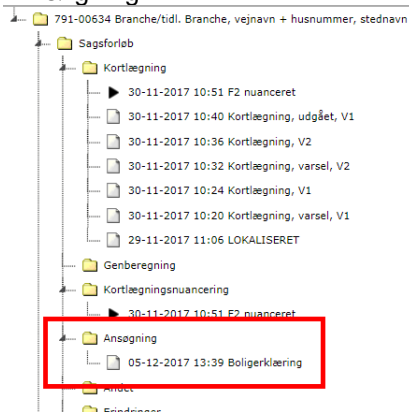 791-00634 Branche/tidl. Branche, vejnavn + husnummer, stednavn
Sagsforløb
Kortlægning
30-11-2017 10:51 F2 nuanceret
30-11-2017 10:40 Kortlægning, udgået, V1
30-11-2017 10:36 Kortlægning, V2
30-11-2017 10:32 Kortlægning, varsel, V2
30-11-2017 10:24 Kortlægning, V1
30-11-2017 10:20 Kortlægning, varsel, V1
29-11-2017 11:06 LOKALISERET
Genberegning
Kortlægningsnuancering
30-11-2017 10:51 F2 nuanceret
Ansøgning
05-12-2017 13:39 Boligerklæring
Andet
Erindringer